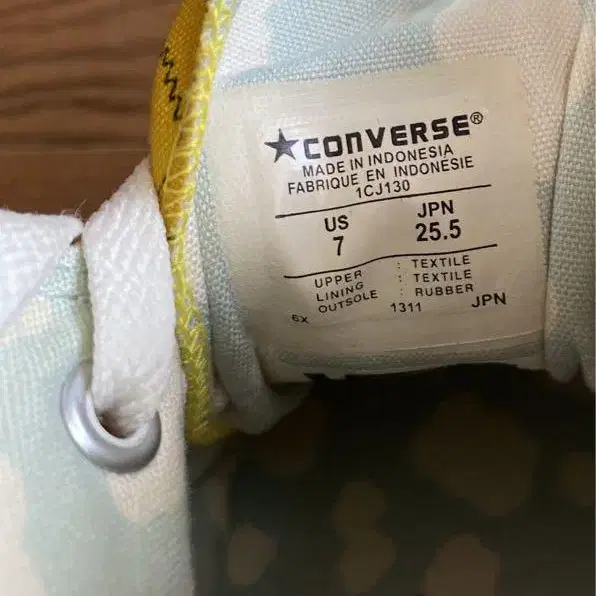 ★CONVERSE®
MADE IN INDONESIA
FABRIQUE EN INDONÉSIE
1CJ130
US JPN
7 25.5
UPPER : TEXTILE
LINING : TEXTILE
OUTSOLE : RUBBER
6X 1311 JPN